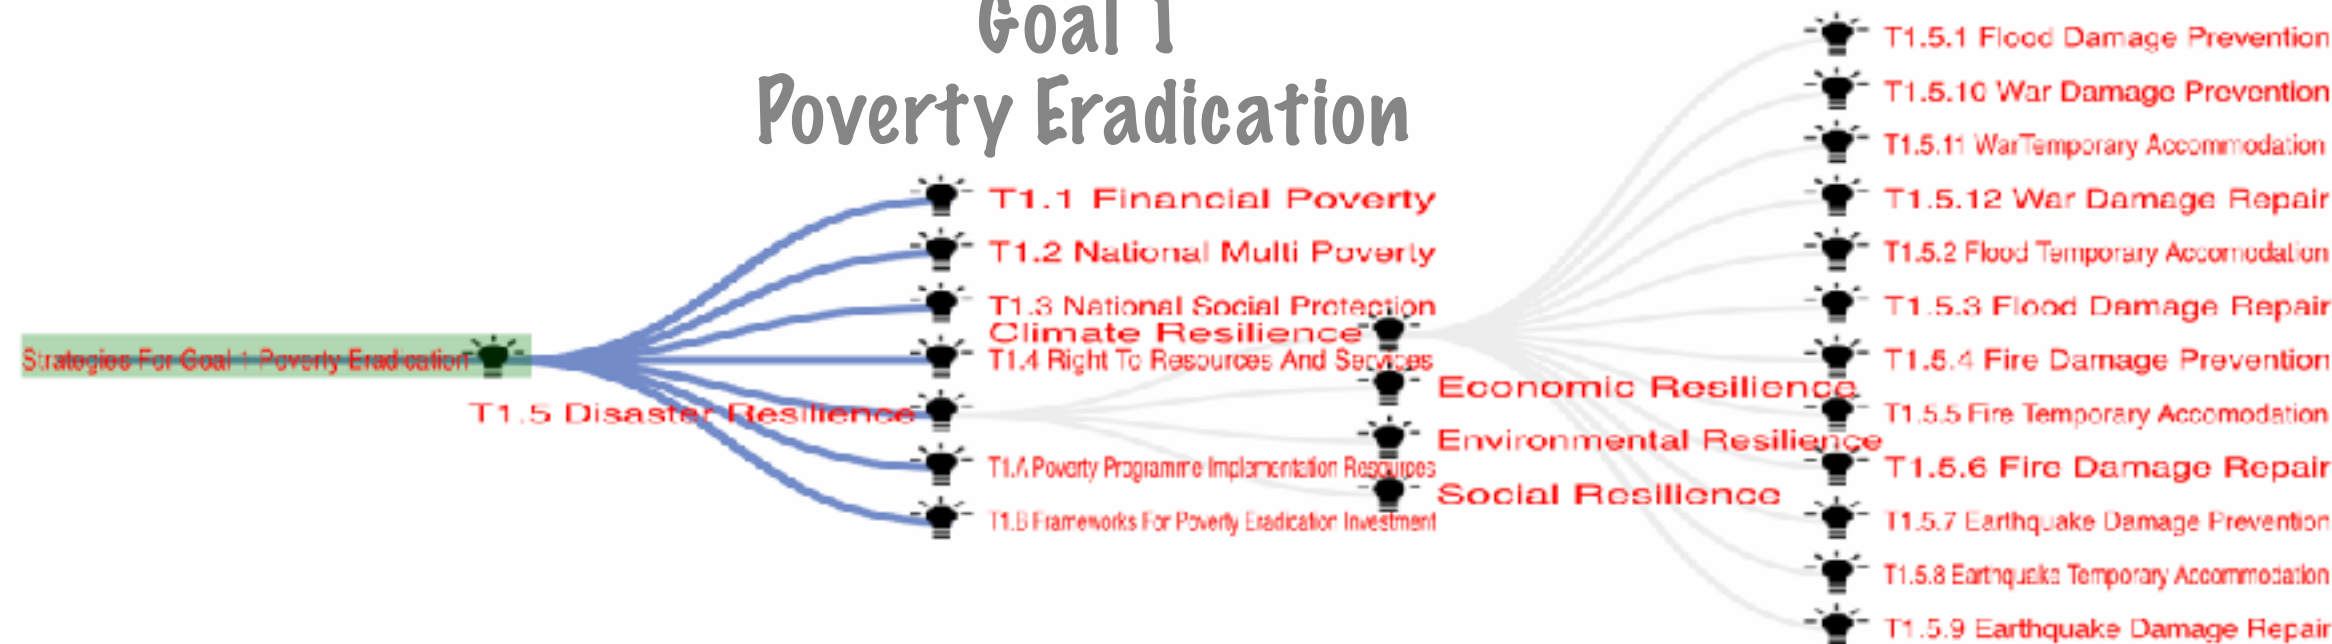 Goal 1
Poverty Eradication
Strategies For Goal 1 Poverty Eradication
T1.1 Financial Poverty
T1.2 National Multi Poverty
T1.3 National Social Protection
T1.4 Right To Resources And Services
T1.5 Disaster Resilience
T1.A Poverty Programme Implementation Resources
T1.B Frameworks For Poverty Eradication Investment
Climate Resilience
Economic Resilience
Environmental Resilience
Social Resilience
T1.5.1 Flood Damage Prevention
T1.5.10 War Damage Prevention
T1.5.11 WarTemporary Accommodation
T1.5.12 War Damage Repair
T1.5.2 Flood Temporary Accomodation
T1.5.3 Flood Damage Repair
T1.5.4 Fire Damage Prevention
T1.5.5 Fire Temporary Accomodation
T1.5.6 Fire Damage Repair
T1.5.7 Earthquake Damage Prevention
T1.5.8 Earthquake Temporary Accommodation
T1.5.9 Earthquake Damage Repair